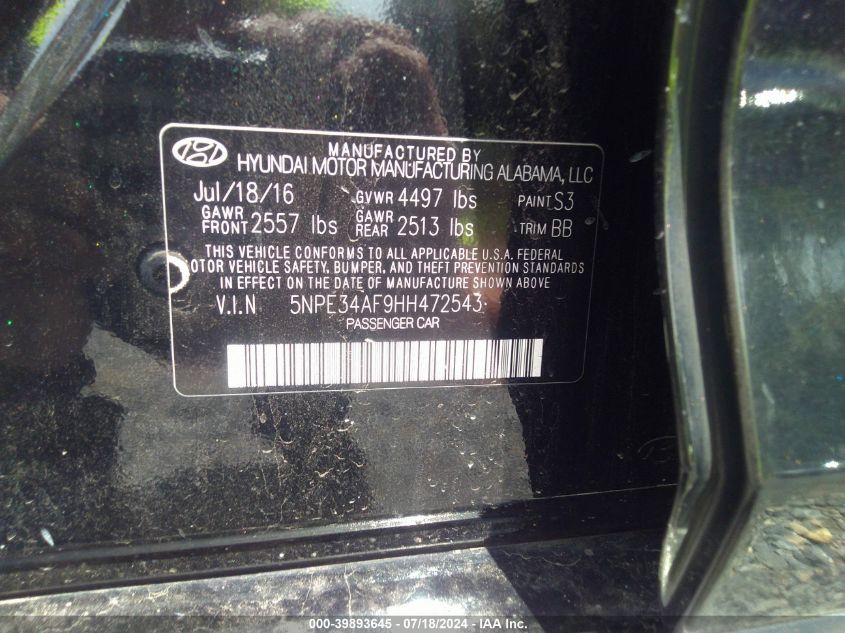 MANUFACTURED BY
HYUNDAI MOTOR MANUFACTURING ALABAMA, LLC
Jul/18/16 GVWR 4497 lbs PAINT S3
GAWR FRONT 2557 lbs GAWR REAR 2513 lbs TRIM BB
THIS VEHICLE CONFORMS TO ALL APPLICABLE U.S.A. FEDERAL
MOTOR VEHICLE SAFETY, BUMPER, AND THEFT PREVENTION STANDARDS
IN EFFECT ON THE DATE OF MANUFACTURE SHOWN ABOVE
V.I.N 5NPE34AF9HH472543
PASSENGER CAR
000-39893645 - 07/18/2024 - IAA Inc.